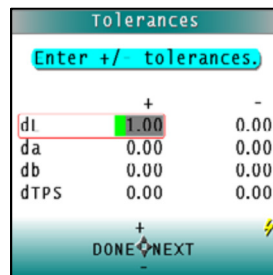 Tolerances
Enter +/- tolerances.
+ -
dL 1.00 0.00
da 0.00 0.00
db 0.00 0.00
dTPS 0.00 0.00
+
DONE NEXT
-